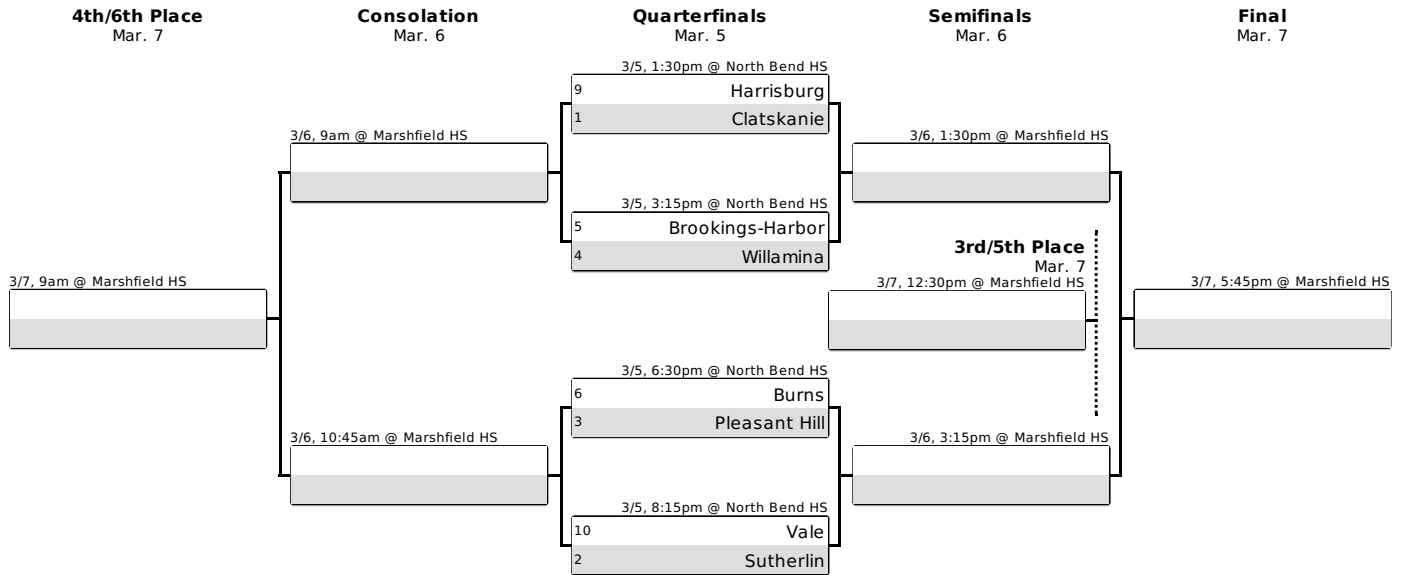 4th/6th Place
Mar. 7
Consolation
Mar. 6
Quarterfinals
Mar. 5
Semifinals
Mar. 6
Final
Mar. 7
3/5, 1:30pm @ North Bend HS
9 Harrisburg
1 Clatskanie
3/6, 9am @ Marshfield HS
3/6, 1:30pm @ Marshfield HS
3/5, 3:15pm @ North Bend HS
5 Brookings-Harbor
4 Willamina
3rd/5th Place
Mar. 7
3/7, 9am @ Marshfield HS
3/7, 12:30pm @ Marshfield HS
3/7, 5:45pm @ Marshfield HS
3/5, 6:30pm @ North Bend HS
6 Burns
3 Pleasant Hill
3/6, 10:45am @ Marshfield HS
3/6, 3:15pm @ Marshfield HS
3/5, 8:15pm @ North Bend HS
10 Vale
2 Sutherlin